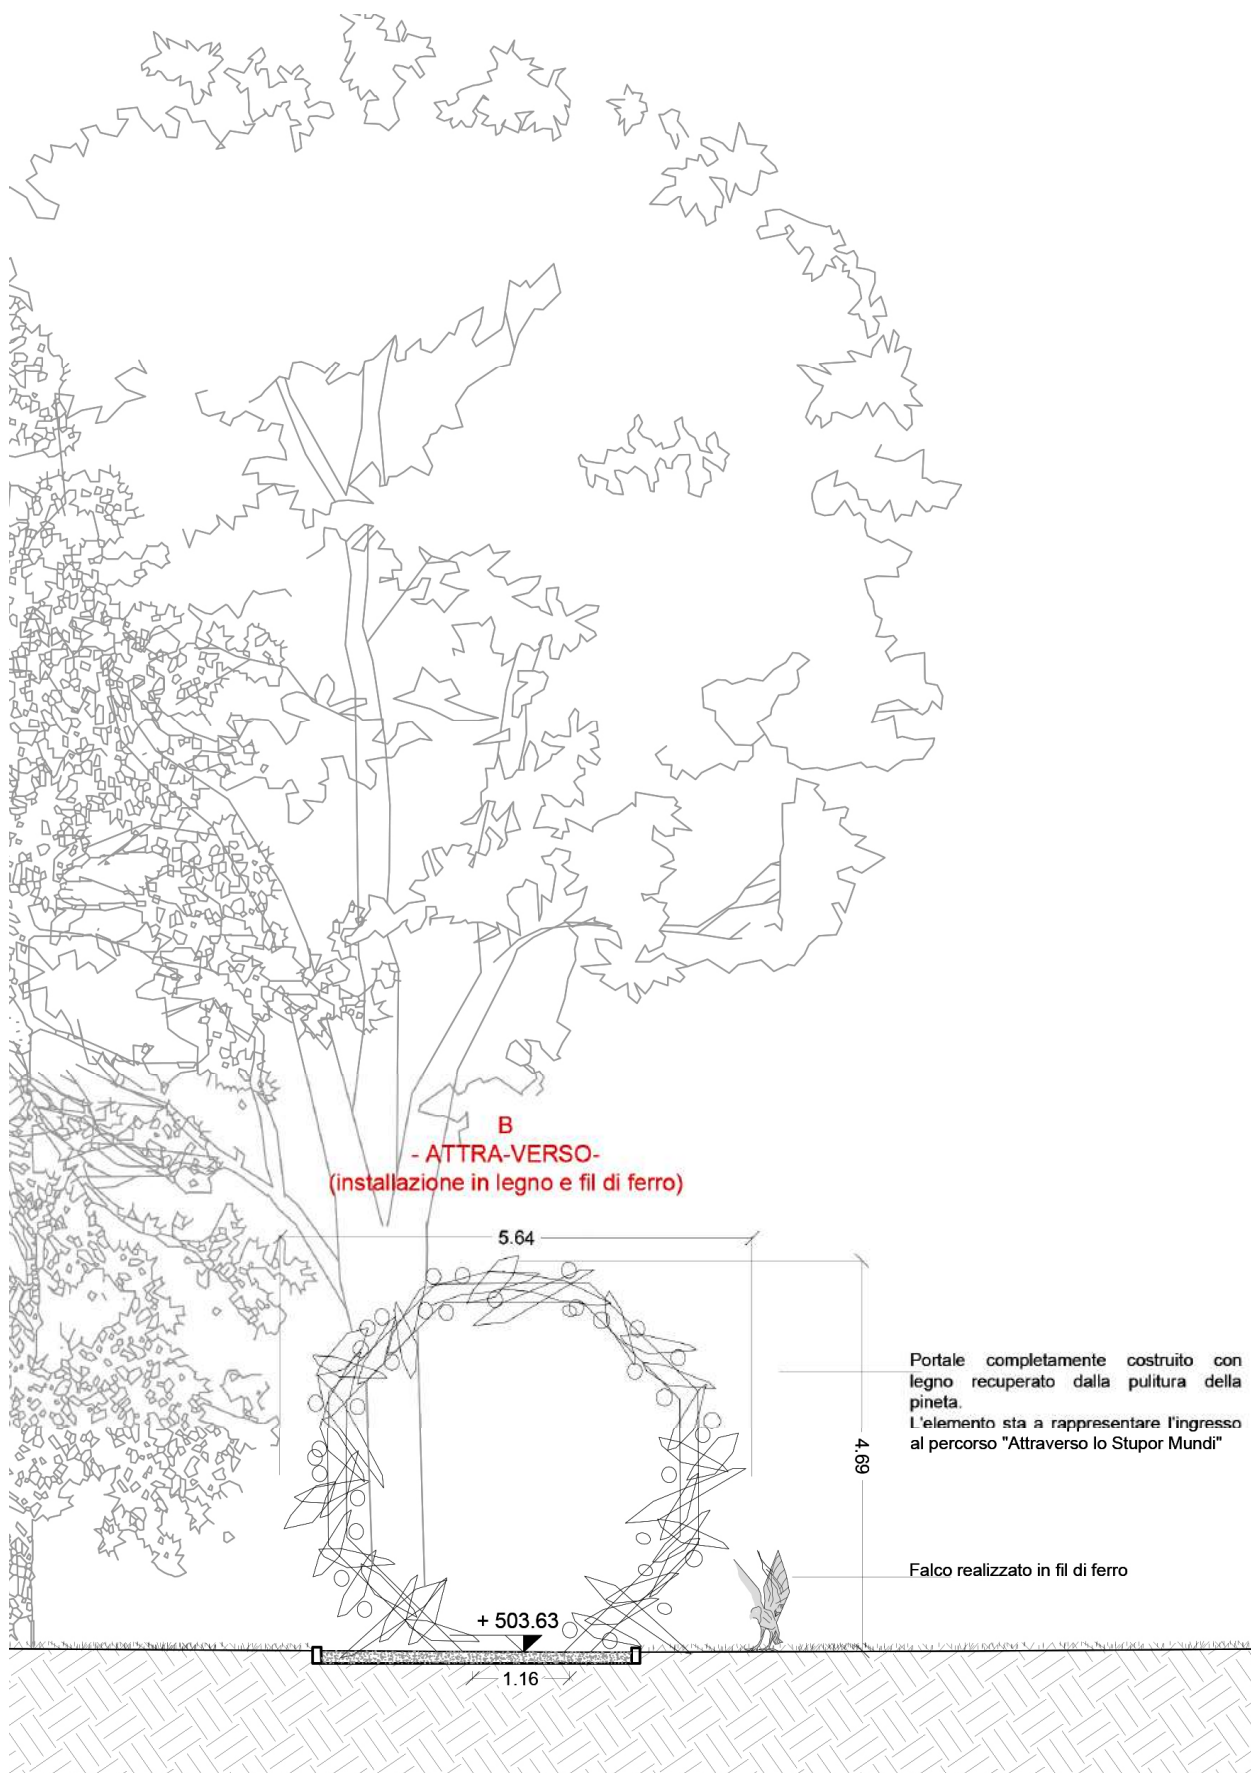 B
- ATTRA-VERSO-
(installazione in legno e fil di ferro)
5.64
4.69
Portale completamente costruito con
legno recuperato dalla pulitura della
pineta.
L'elemento sta a rappresentare l'ingresso
al percorso "Attraverso lo Stupor Mundi"
Falco realizzato in fil di ferro
+ 503.63
1.16